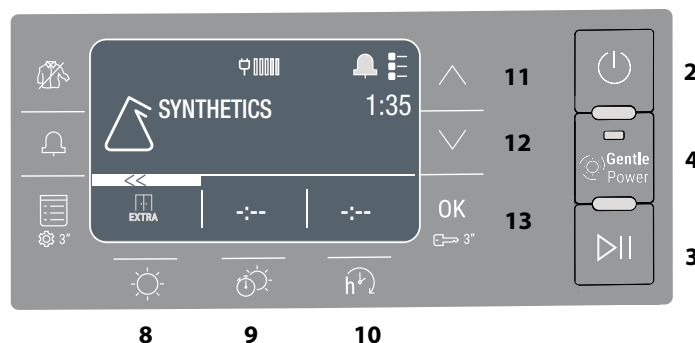 2
SYNTHETICS 1:35
11
12
Gentle
Power
4
<<
EXTRA -:-- -:--
OK
3"
13
3"
3
h
8 9 10